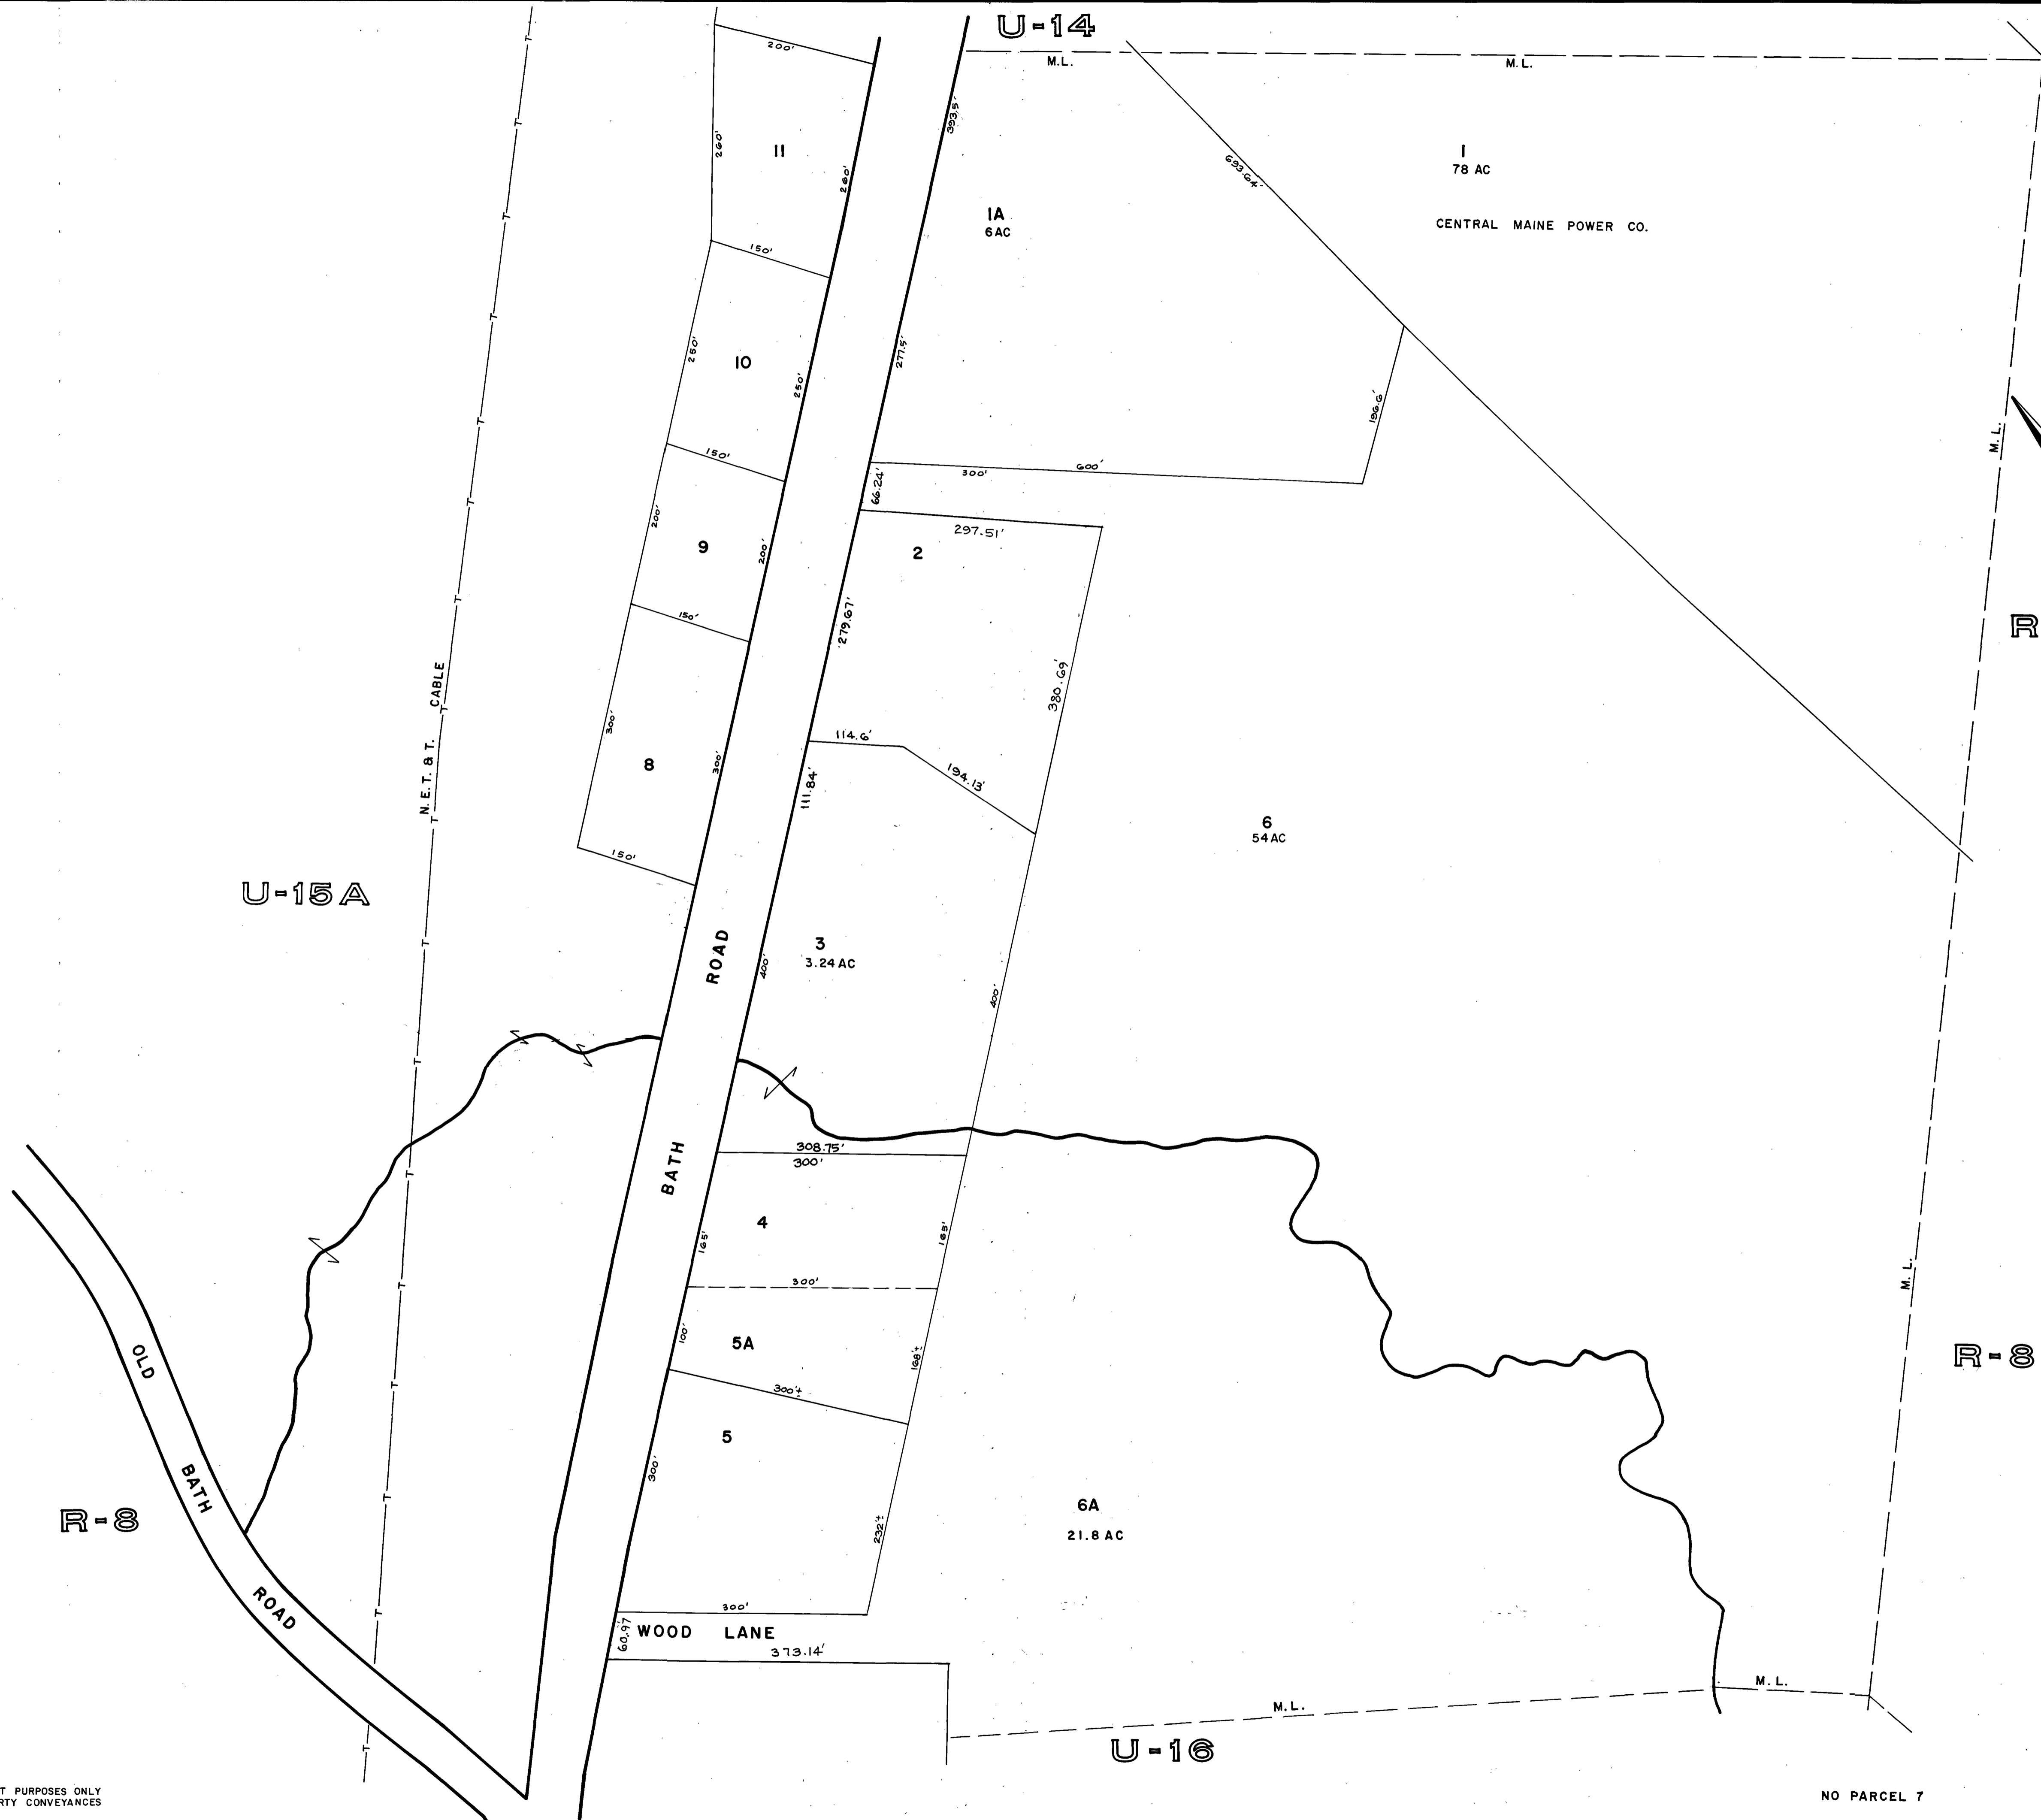 U-14
M.L.
M.L.
200'
393.5'
260'
11
260'
693.64'
1
78 AC
CENTRAL MAINE POWER CO.
1A
6 AC
150'
250'
10
250'
277.5'
196.6'
M.L.
150'
300'
600'
66.24'
200'
9
200'
297.51'
2
150'
279.67'
R
N.E.T. & T. CABLE
380.69'
300'
8
300'
114.6'
194.13'
111.84'
6
54 AC
150'
U-15A
3
3.24 AC
400'
400'
BATH ROAD
308.75'
300'
4
165'
165'
M.L.
300'
5A
100'
168'±
R-8
300'±
5
300'
232'±
OLD BATH ROAD
R-8
6A
21.8 AC
300'
60.97'
WOOD LANE
373.14'
M.L.
M.L.
U-16
T PURPOSES ONLY
RTY CONVEYANCES
NO PARCEL 7